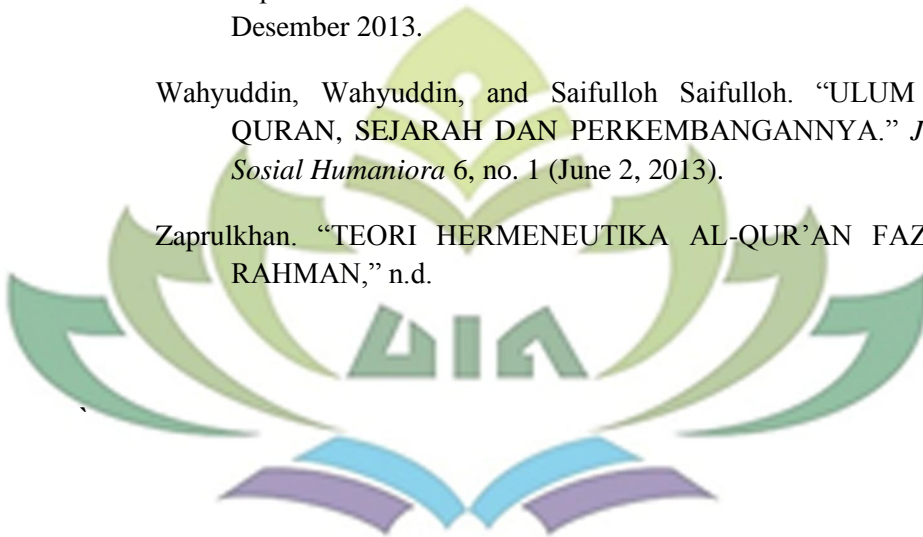 Desember 2013.
Wahyuddin, Wahyuddin, and Saifulloh Saifulloh. “ULUM
QURAN, SEJARAH DAN PERKEMBANGANNYA.” J
Sosial Humaniora 6, no. 1 (June 2, 2013).
Zaprulkhan. “TEORI HERMENEUTIKA AL-QUR’AN FAZ
RAHMAN,” n.d.
UIN
`